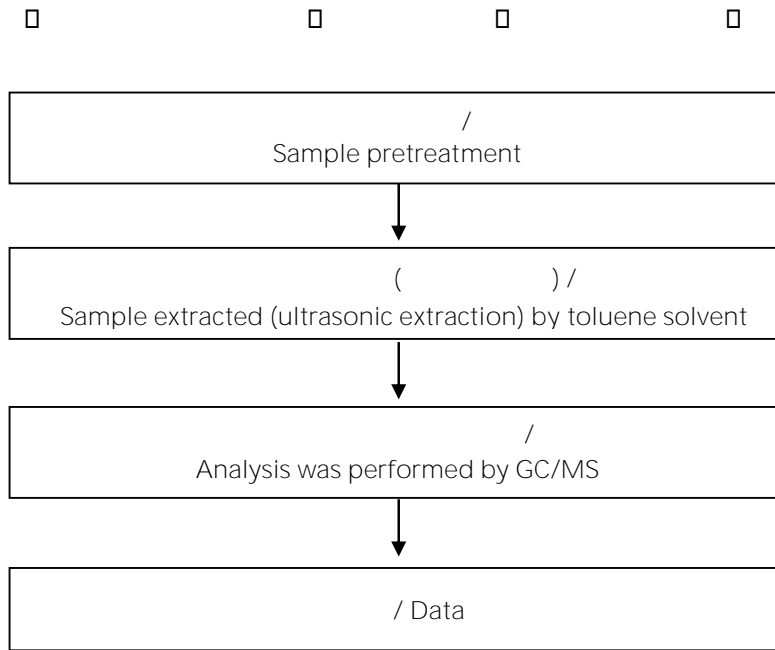 □ □ □ □
/
Sample pretreatment
( ) /
Sample extracted (ultrasonic extraction) by toluene solvent
/
Analysis was performed by GC/MS
/ Data